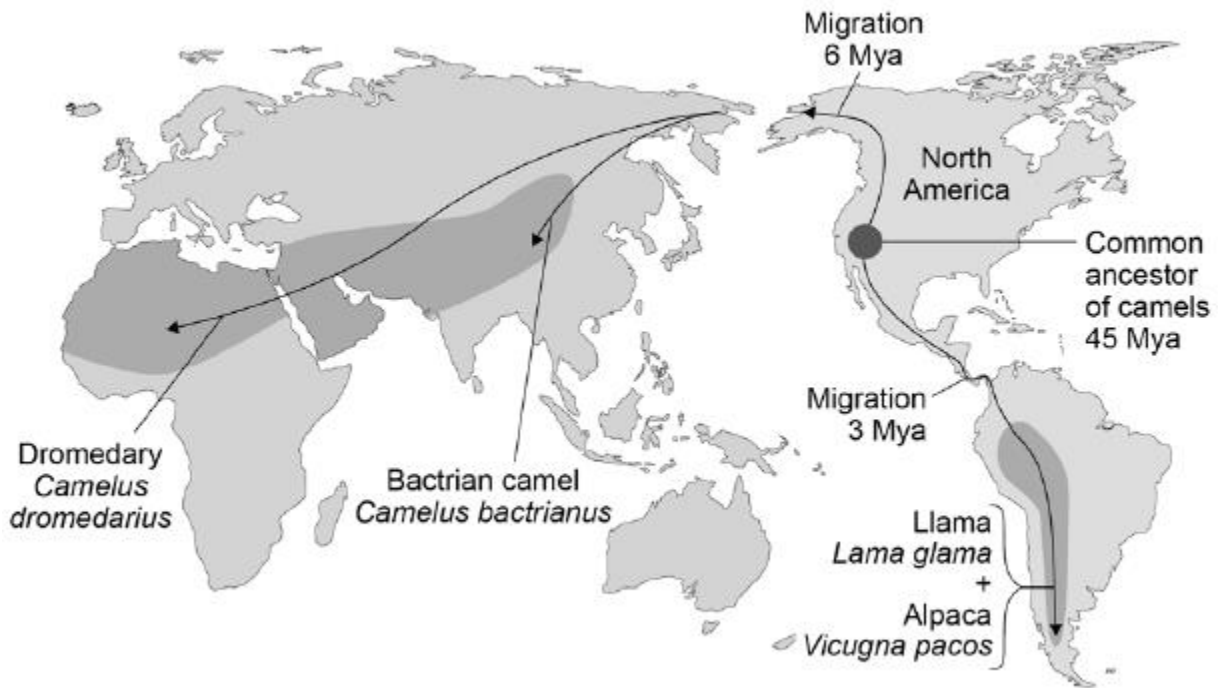 Migration
6 Mya
North
America
Common
ancestor
of camels
45 Mya
Migration
3 Mya
Dromedary
Camelus
dromedarius
Bactrian camel
Camelus bactrianus
Llama
Lama glama
+
Alpaca
Vicugna pacos